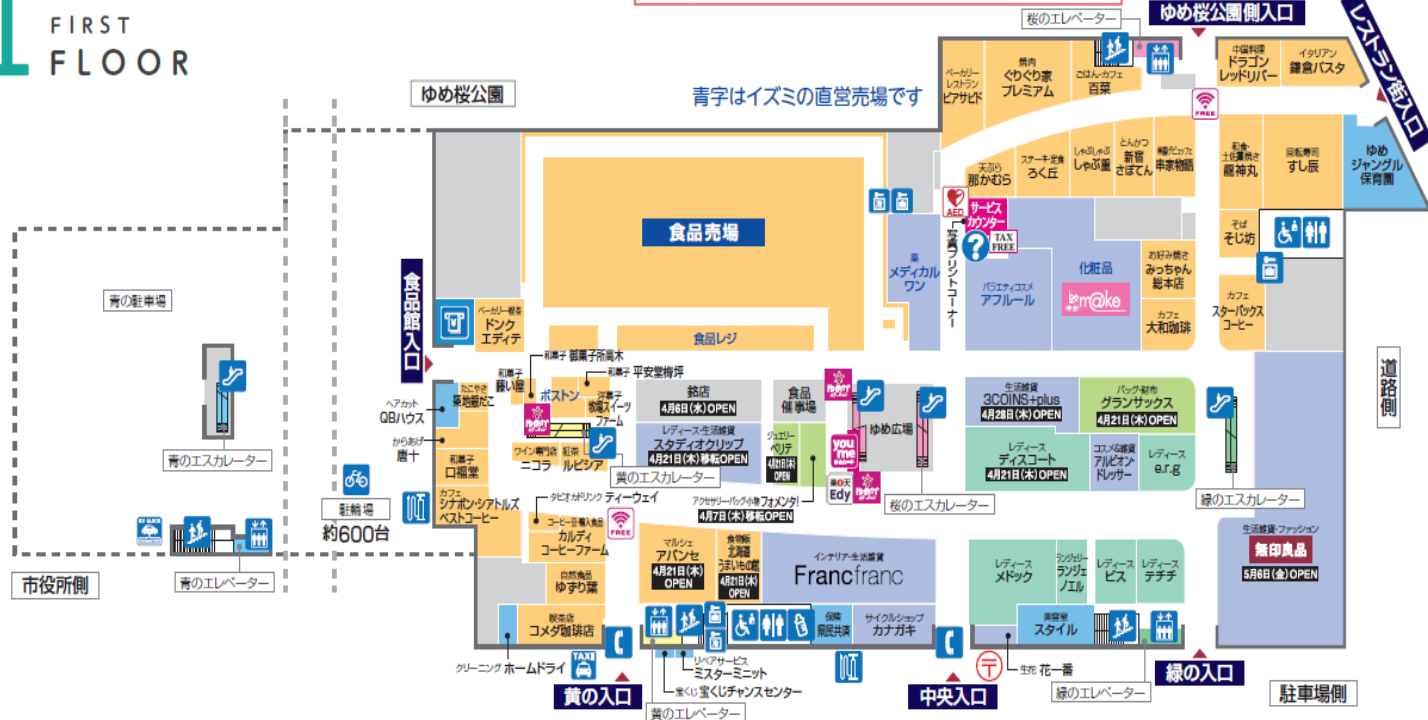 1
FIRST
FLOOR
ゆめ桜公園
青字はイズミの直営売場です
桜のエレベーター
ゆめ桜公園側入口
レストラン街入口
ベーカリー
レストラン
ピアサピド
焼肉
ぐりぐり家
プレミアム
ごはん・カフェ
百菜
中国料理
ドラゴン
レッドリバー
イタリアン
鎌倉パスタ
FREE
天ぷら
那かむら
ステーキ・定食
ろく丘
しゃぶしゃぶ
しゃぶ重
とんかつ
新宿
さぼてん
串家物語
和食・
土佐藁焼き
龍神丸
回転寿司
すし辰
ゆめ
ジャングル
保育園
食品売場
AED
サービス
カウンター
TAX
FREE
写真プリントコーナー
薬
メディカル
ワン
バラエティコスメ
アフルール
化粧品
m@ke
お好み焼き
みっちゃん
総本店
カフェ
大和珈琲
そば
そじ坊
カフェ
スターバックス
コーヒー
道路側
青の駐車場
青のエスカレーター
青のエレベーター
市役所側
駐輪場
約600台
食品館入口
ベーカリー喫茶
ドンク
エディテ
食品レジ
和菓子 御菓子所高木
和菓子
藤い屋
和菓子 平安堂梅坪
ボストン
洋菓子
牧場スイーツ
ファーム
たこやき
築地銀だこ
ヘアカット
QBハウス
からあげ
唐十
和菓子
口福堂
カフェ
シナボン・シアトルズ
ベストコーヒー
ワイン専門店
ニコラ
紅茶
ルピシア
黄のエスカレーター
銘店
4月6日(水)OPEN
レディース・生活雑貨
スタディオクリップ
4月21日(木)移転OPEN
食品
催事場
ジュエリー
ベリテ
4月21日(木)
OPEN
アクセサリー・バッグ・小物 フォメンタ!
4月7日(木)移転OPEN
ゆめ広場
you
me
楽天
Edy
桜のエスカレーター
生活雑貨
3COINS+plus
4月28日(木)OPEN
バッグ・財布
グランサックス
4月21日(木)OPEN
レディース
ディスコート
4月21日(木)OPEN
コスメ&雑貨
アルビオン・
ドレッサー
レディース
e.r.g
緑のエスカレーター
タピオカドリンク ティーウェイ
コーヒー豆・輸入食品
カルディ
コーヒーファーム
FREE
自然食品
ゆずり葉
喫茶店
コメダ珈琲店
クリーニング ホームドライ
TAXI
マルシェ
アバンセ
4月21日(木)
OPEN
食物販
北海道
うまいもの館
4月21日(木)
OPEN
インテリア・生活雑貨
Francfranc
保険
県民共済
サイクルショップ
カナガキ
リペアサービス
ミスターミニット
宝くじ 宝くじチャンスセンター
黄の入口
黄のエレベーター
中央入口
レディース
メドック
ランジェリー
ランジェ
ノエル
レディース
ビス
レディース
テチチ
美容室
スタイル
生花 花一番
緑のエレベーター
緑の入口
生活雑貨・ファッション
無印良品
5月6日(金)OPEN
駐車場側